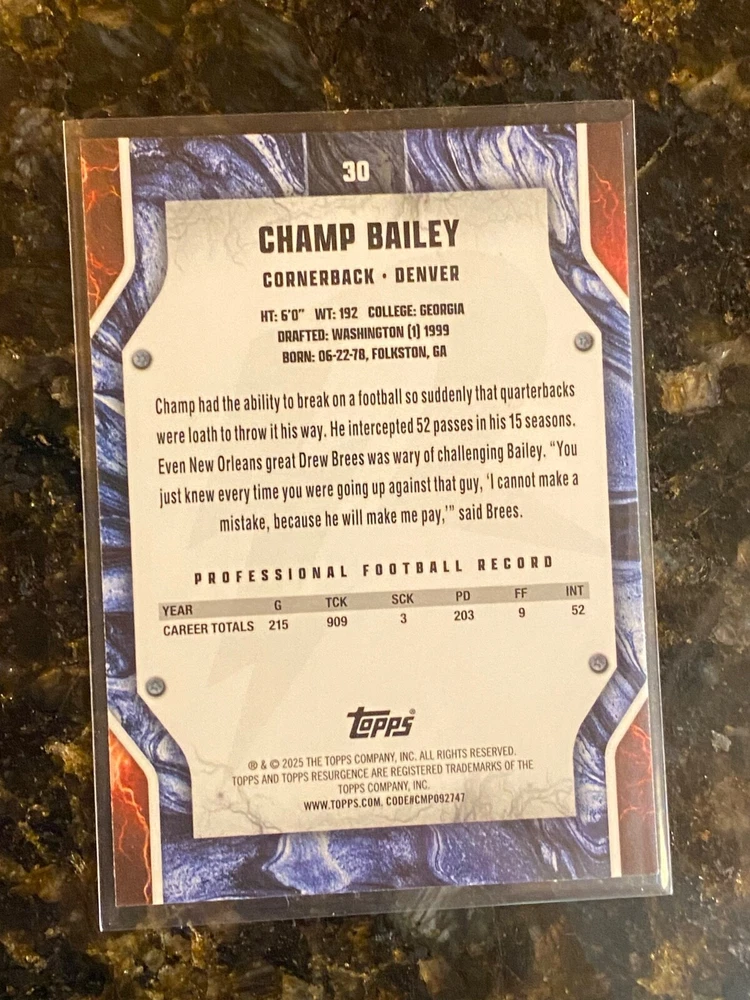 30
CHAMP BAILEY
CORNERBACK • DENVER
HT: 6'0" WT: 192 COLLEGE: GEORGIA
DRAFTED: WASHINGTON (1) 1999
BORN: 06-22-78, FOLKSTON, GA
Champ had the ability to break on a football so suddenly that quarterbacks
were loath to throw it his way. He intercepted 52 passes in his 15 seasons.
Even New Orleans great Drew Brees was wary of challenging Bailey. “You
just knew every time you were going up against that guy, ‘I cannot make a
mistake, because he will make me pay,’” said Brees.
PROFESSIONAL FOOTBALL RECORD
YEAR G TCK SCK PD FF INT
CAREER TOTALS 215 909 3 203 9 52
topps®
® & © 2025 THE TOPPS COMPANY, INC. ALL RIGHTS RESERVED.
TOPPS AND TOPPS RESURGENCE ARE REGISTERED TRADEMARKS OF THE
TOPPS COMPANY, INC.
WWW.TOPPS.COM. CODE#CMP092747